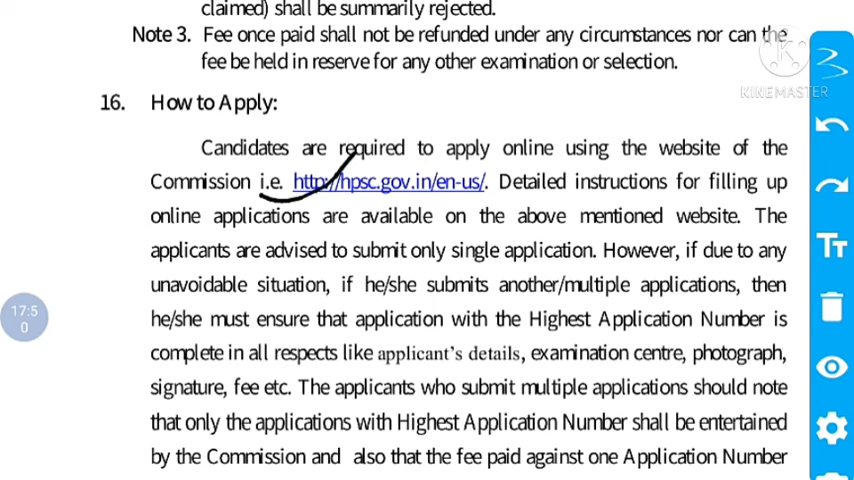 claimed) shall be summarily rejected.
Note 3. Fee once paid shall not be refunded under any circumstances nor can the
fee be held in reserve for any other examination or selection.
KINEMASTER
16. How to Apply:
Candidates are required to apply online using the website of the
Commission i.e. http://hpsc.gov.in/en-us/. Detailed instructions for filling up
online applications are available on the above mentioned website. The
applicants are advised to submit only single application. However, if due to any
unavoidable situation, if he/she submits another/multiple applications, then
he/she must ensure that application with the Highest Application Number is
complete in all respects like applicant's details, examination centre, photograph,
signature, fee etc. The applicants who submit multiple applications should note
that only the applications with Highest Application Number shall be entertained
by the Commission and also that the fee paid against one Application Number
17:5
0
TT